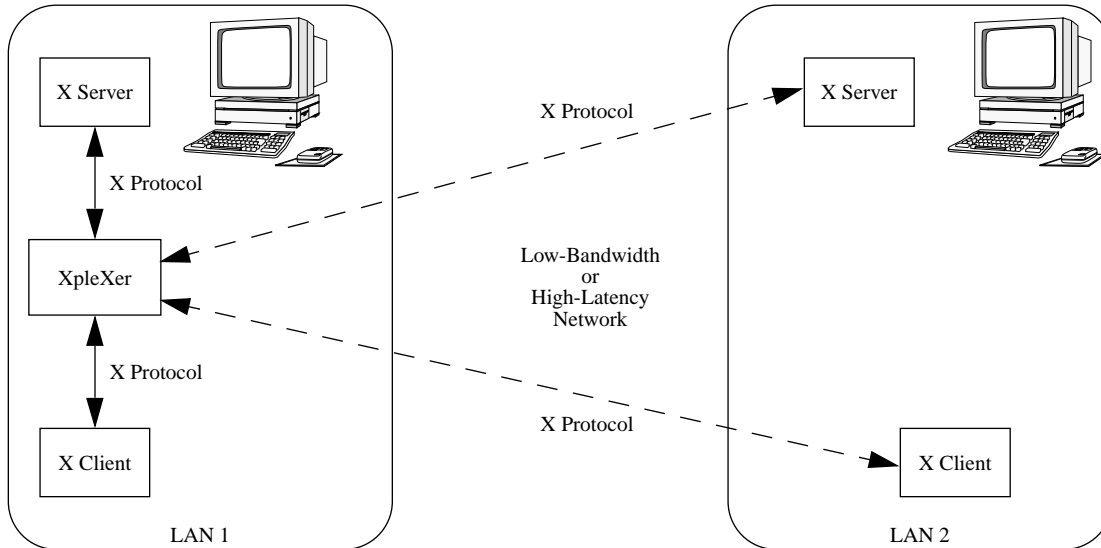 X Server
X Protocol
XpleXer
X Protocol
X Client
LAN 1
X Protocol
Low-Bandwidth
or
High-Latency
Network
X Protocol
X Server
X Client
LAN 2